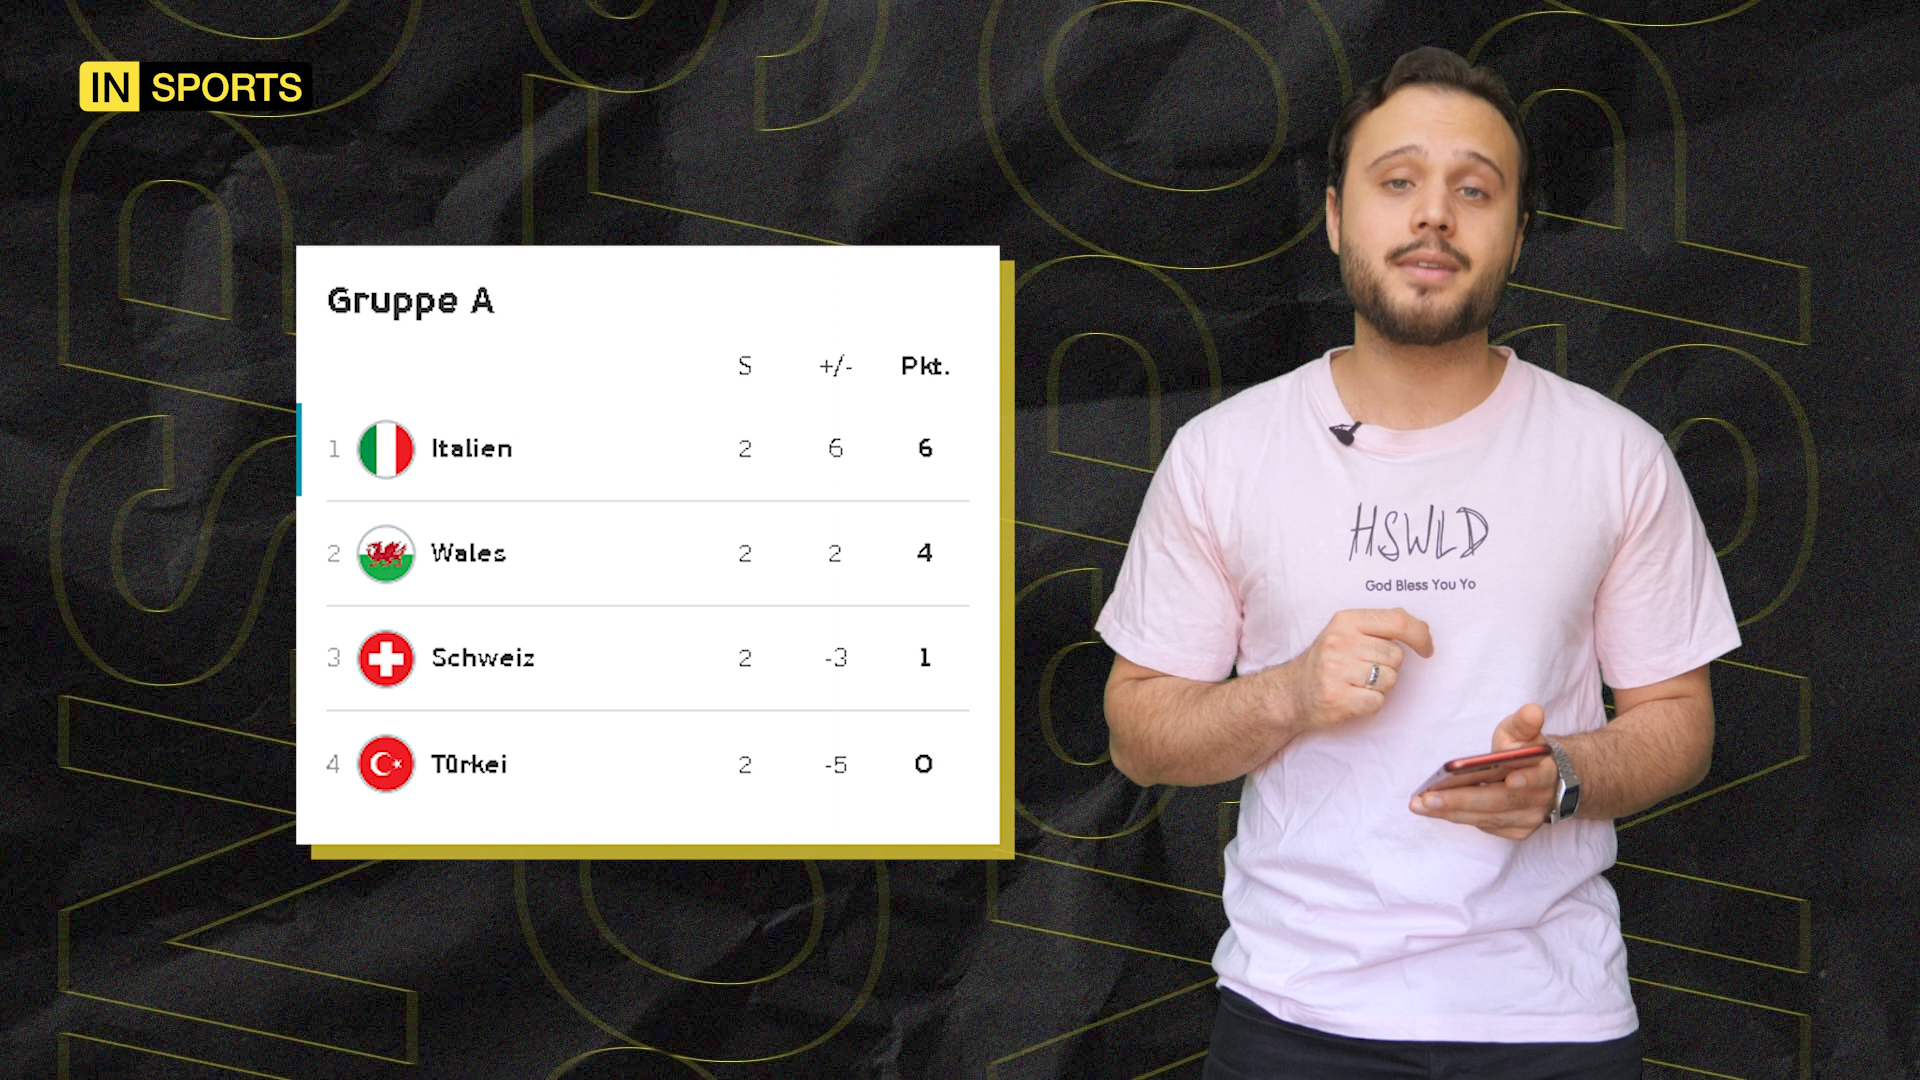 IN SPORTS
Gruppe A
S +/- Pkt.
1 Italien 2 6 6
2 Wales 2 2 4
3 Schweiz 2 -3 1
4 Türkei 2 -5 0
HSWLD
God Bless You Yo